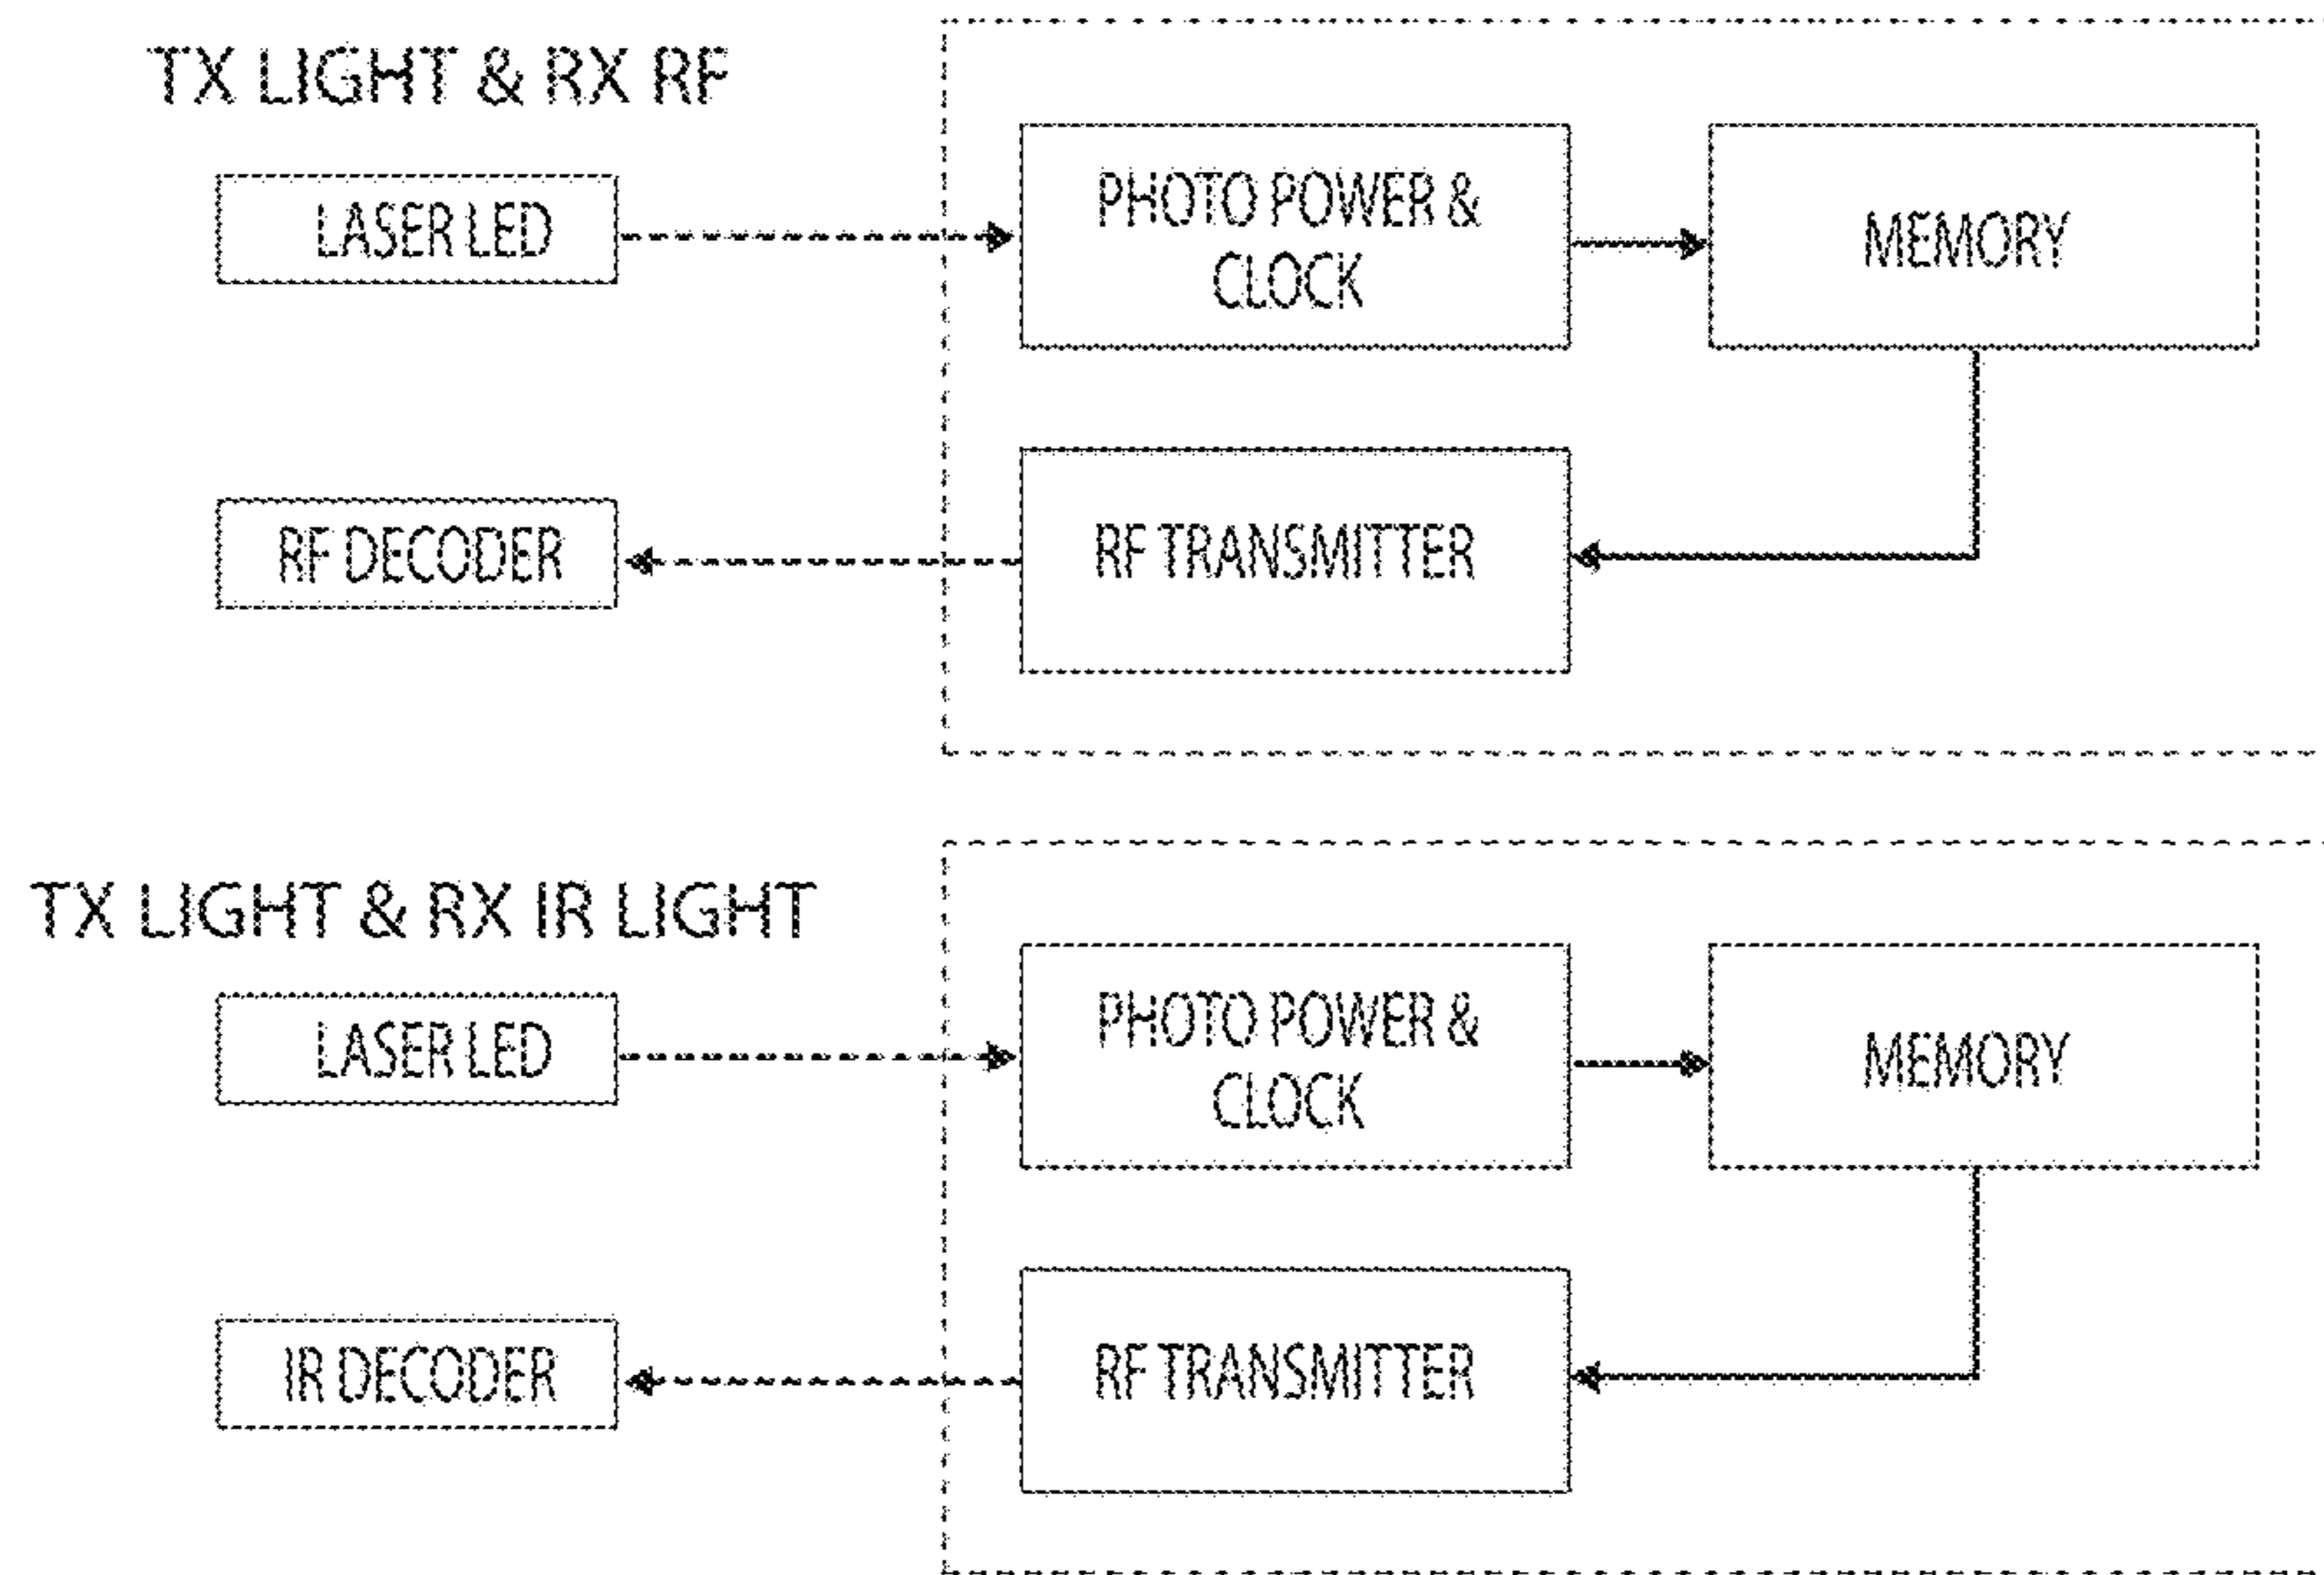 TX LIGHT & RX RF
LASER LED
PHOTO POWER &
CLOCK
MEMORY
RF DECODER
RF TRANSMITTER
TX LIGHT & RX IR LIGHT
LASER LED
PHOTO POWER &
CLOCK
MEMORY
IR DECODER
RF TRANSMITTER